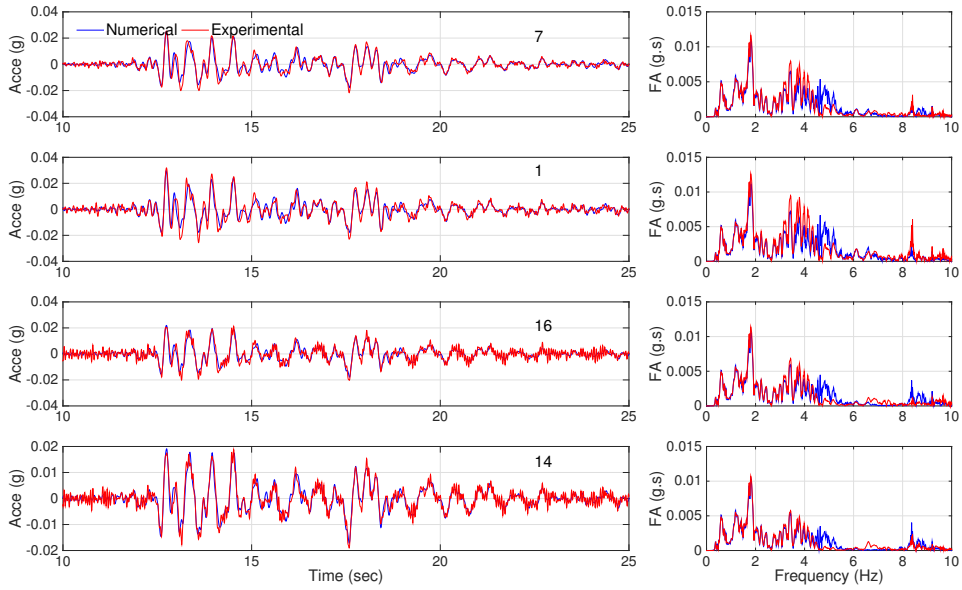 Numerical Experimental
7
Acce (g)
0.04
0.02
0
-0.02
-0.04
10 15 20 25
FA (g.s)
0.015
0.01
0.005
0
0 2 4 6 8 10
1
Acce (g)
0.04
0.02
0
-0.02
-0.04
10 15 20 25
FA (g.s)
0.015
0.01
0.005
0
0 2 4 6 8 10
16
Acce (g)
0.04
0.02
0
-0.02
-0.04
10 15 20 25
FA (g.s)
0.015
0.01
0.005
0
0 2 4 6 8 10
14
Acce (g)
0.02
0.01
0
-0.01
-0.02
10 15 20 25
Time (sec)
FA (g.s)
0.015
0.01
0.005
0
0 2 4 6 8 10
Frequency (Hz)